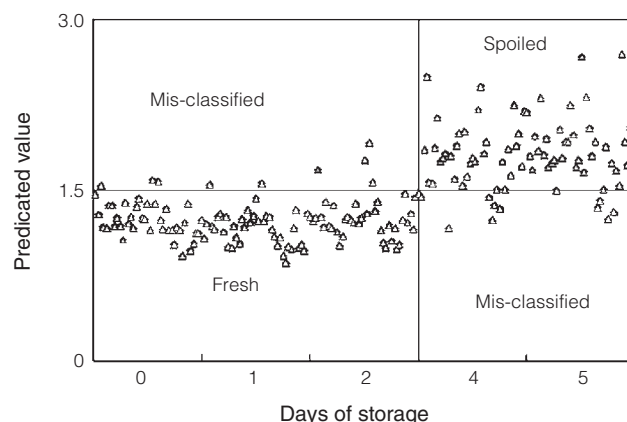 3.0
Spoiled
Mis-classified
Predicated value
1.5
Fresh
Mis-classified
0
0 1 2 4 5
Days of storage